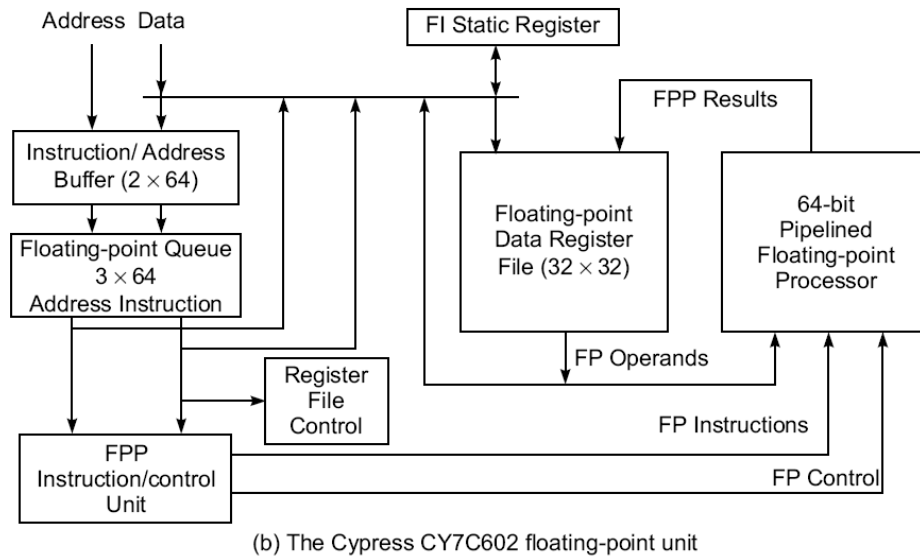 Address Data
FI Static Register
FPP Results
Instruction/ Address
Buffer (2 × 64)
Floating-point Queue
3 × 64
Address Instruction
Floating-point
Data Register
File (32 × 32)
64-bit
Pipelined
Floating-point
Processor
FP Operands
Register
File
Control
FP Instructions
FPP
Instruction/control
Unit
FP Control
(b) The Cypress CY7C602 floating-point unit